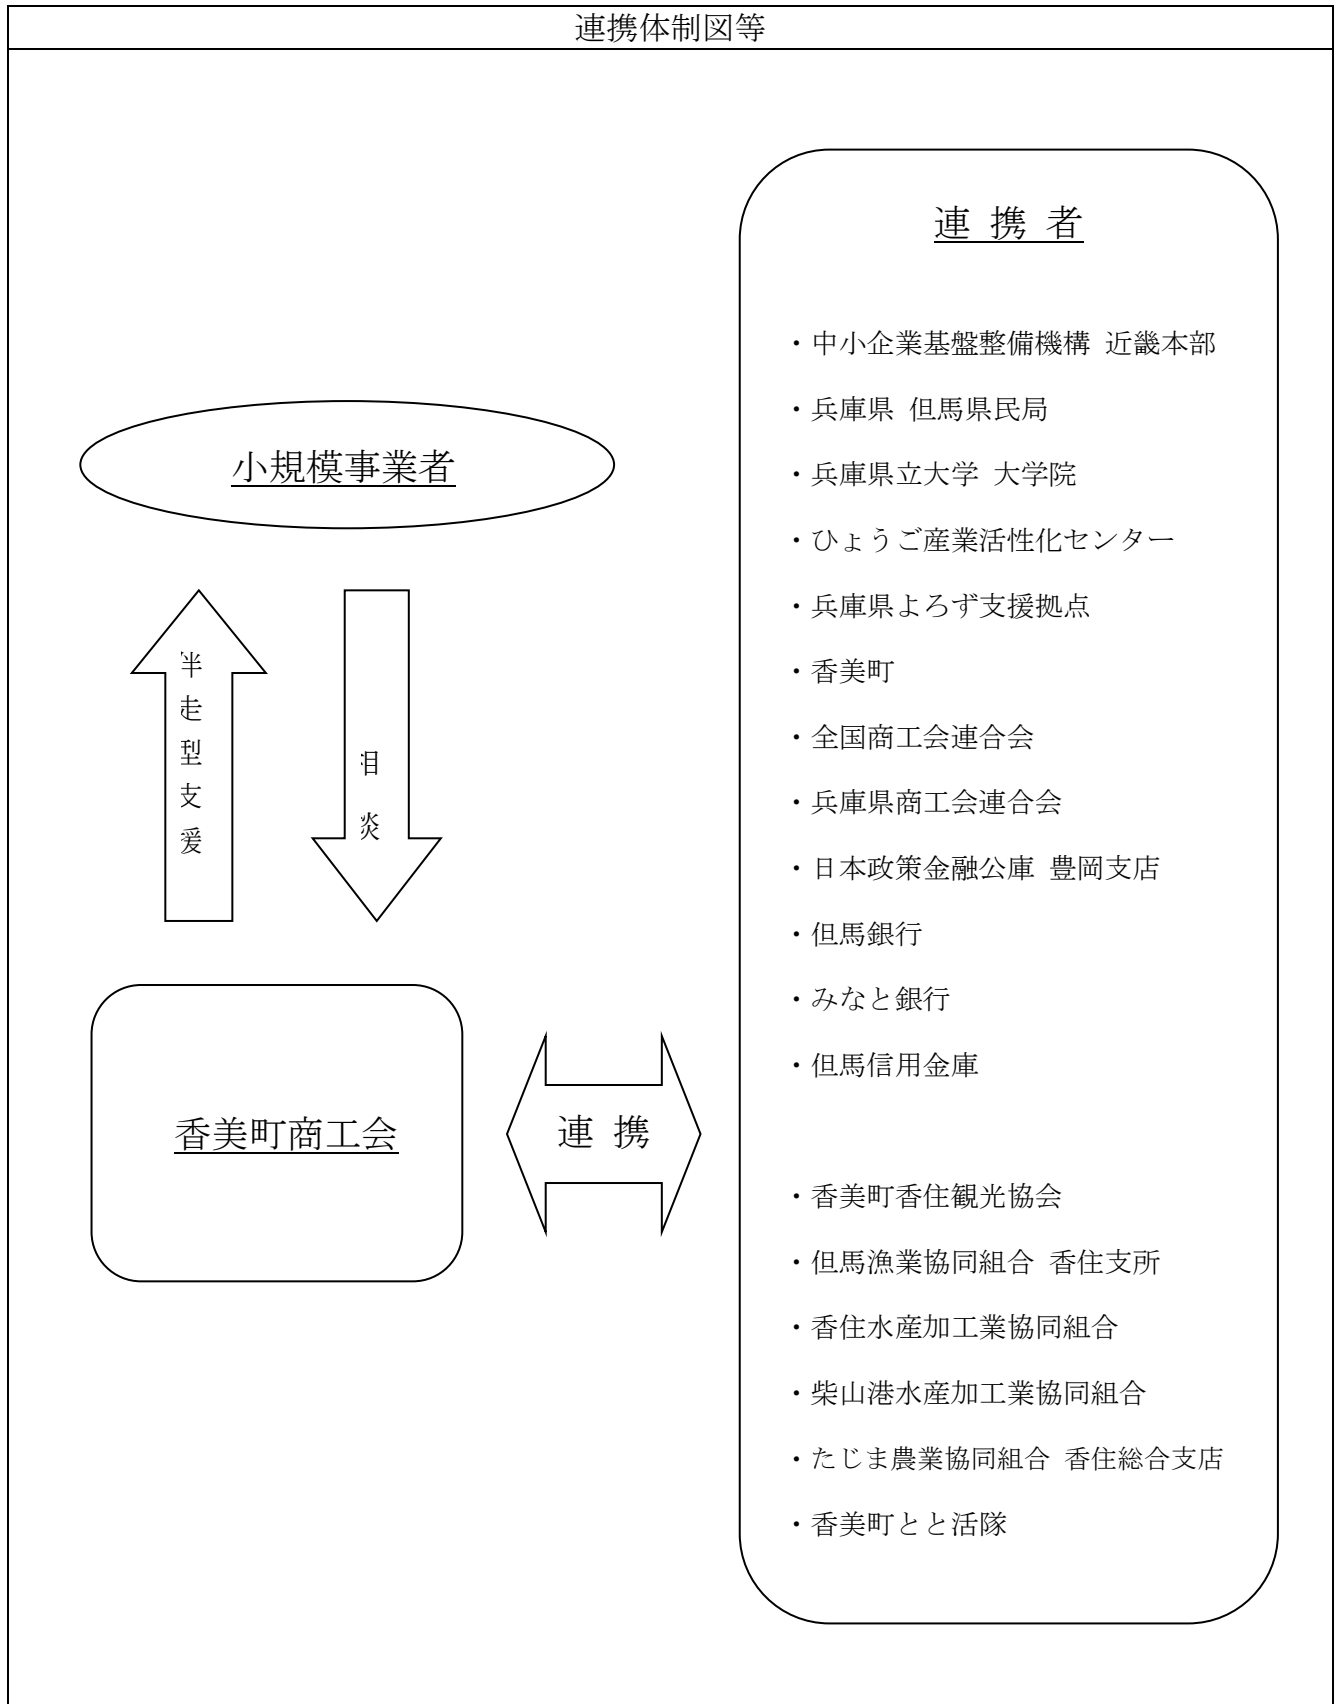 連携体制図等
連 携 者
・中小企業基盤整備機構 近畿本部
・兵庫県 但馬県民局
・兵庫県立大学 大学院
・ひょうご産業活性化センター
・兵庫県よろず支援拠点
・香美町
・全国商工会連合会
・兵庫県商工会連合会
・日本政策金融公庫 豊岡支店
・但馬銀行
・みなと銀行
・但馬信用金庫
・香美町香住観光協会
・但馬漁業協同組合 香住支所
・香住水産加工業協同組合
・柴山港水産加工業協同組合
・たじま農業協同組合 香住総合支店
・香美町とと活隊
小規模事業者
伴走型支援
相談
香美町商工会
連 携